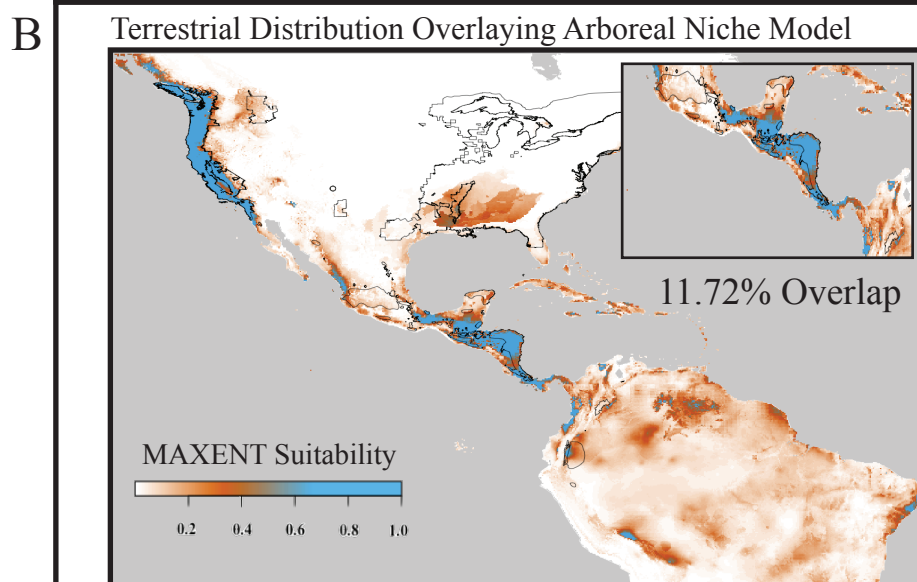 B
Terrestrial Distribution Overlaying Arboreal Niche Model
11.72% Overlap
MAXENT Suitability
0.2 0.4 0.6 0.8 1.0